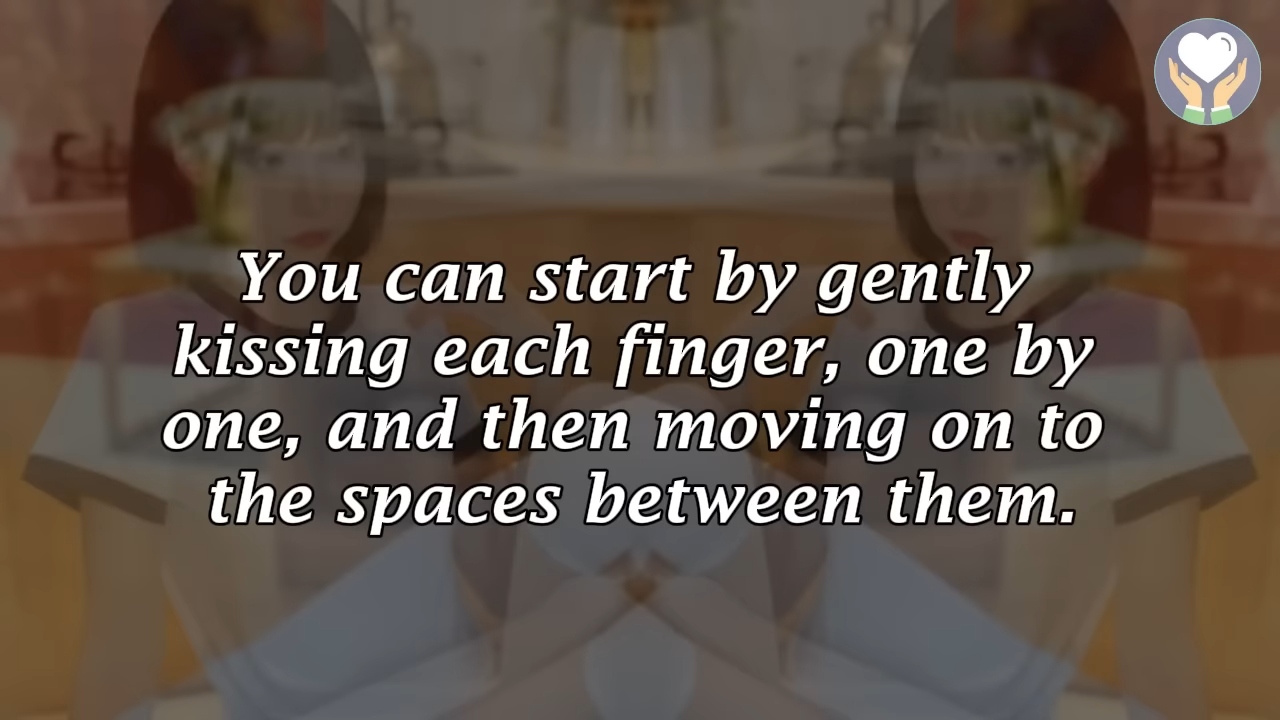 You can start by gently
kissing each finger, one by
one, and then moving on to
the spaces between them.